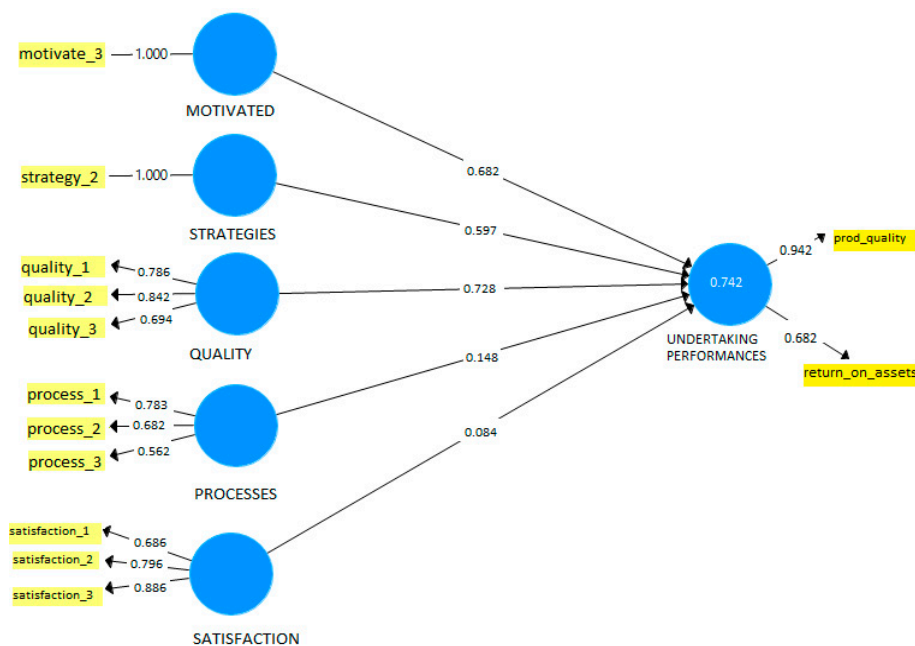 motivate_3
1.000
MOTIVATED
0.682
strategy_2
1.000
STRATEGIES
0.597
quality_1
0.786
quality_2
0.842
quality_3
0.694
QUALITY
0.728
process_1
0.783
process_2
0.682
process_3
0.562
PROCESSES
0.148
satisfaction_1
0.686
satisfaction_2
0.796
satisfaction_3
0.886
SATISFACTION
0.084
0.742
UNDERTAKING
PERFORMANCES
0.942
prod_quality
0.682
return_on_assets